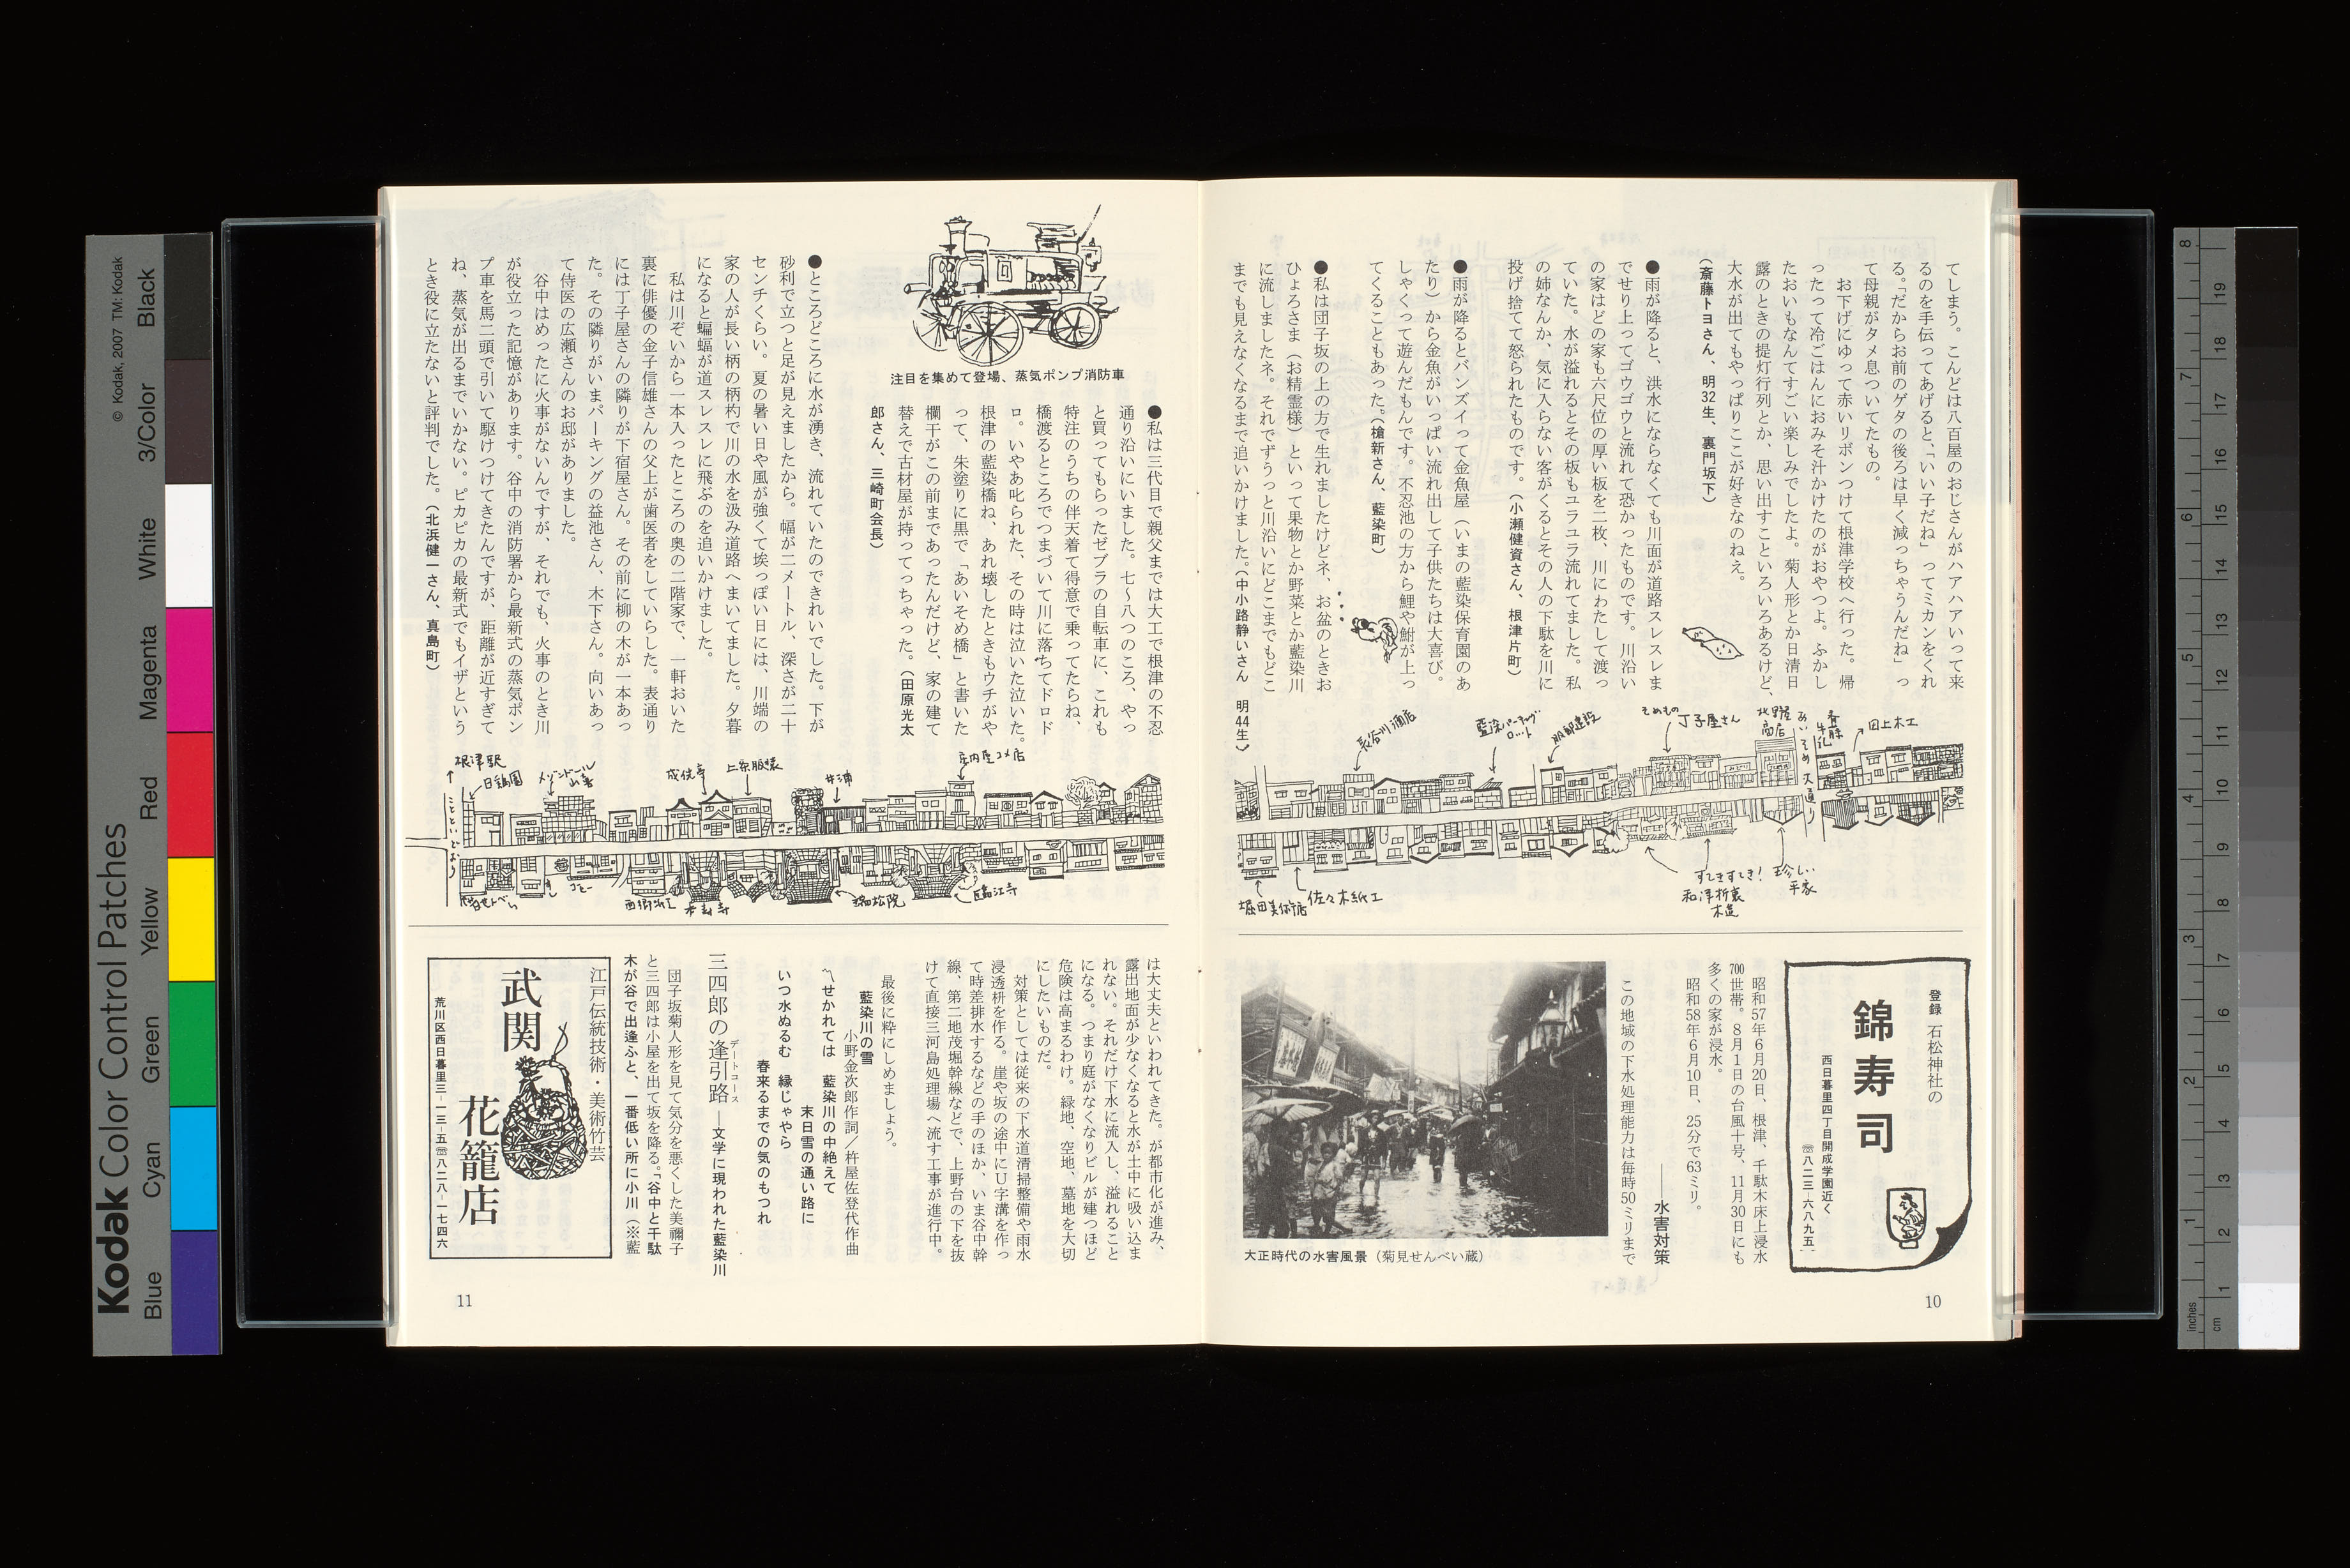 てしまう。こんどは八百屋のおじさんがハアハアいって来
るのを手伝ってあげると、「いい子だね」ってミカンをくれ
る。「だからお前のゲタの後ろは早く減っちゃうんだね」っ
て母親がタメ息ついてたもの。
お下げにゆって赤いリボンつけて根津学校へ行った。帰
ったって冷ごはんにおみそ汁かけたのがおやつよ。ふかし
たおいもなんてすごい楽しみでしたよ。菊人形とか日清日
露のときの提灯行列とか、思い出すこといろいろあるけど、
大水が出てもやっぱりここが好きなのねえ。
(斎藤トヨさん、明32生、裏門坂下)
●雨が降ると、洪水にならなくても川面が道路スレスレま
でせり上ってゴウゴウと流れて恐かったものです。川沿い
の家はどの家も六尺位の厚い板を二枚、川にわたして渡っ
ていた。水が溢れるとその板もユラユラ流れてました。私
の姉なんか、気に入らない客がくるとその人の下駄を川に
投げ捨てて怒られたものです。(小瀬健資さん、根津片町)
●雨が降るとバンズイって金魚屋(いまの藍染保育園のあ
たり)から金魚がいっぱい流れ出して子供たちは大喜び。
しゃくって遊んだもんです。不忍池の方から鯉や鮒が上っ
てくることもあった。(槍新さん、藍染町)
●私は団子坂の上の方で生れましたけどネ、お盆のときお
ひょろさま(お精霊様)といって果物とか野菜とか藍染川
に流しましたネ。それでずうっと川沿いにどこまでもどこ
までも見えなくなるまで追いかけました。(中小路静いさん 明44生)
長谷川酒店
藍染パーキング
ロット
服部建設
そめもの
丁子屋さん
北野屋
商店
あいそめ大通り
田上木工
堀田美術店
佐々木紙工
すてきすてき!
和洋折衷
木造
珍しい
平家
登録 石松神社の
錦寿司
西日暮里四丁目開成学園近く
☎八二三−六八九五
昭和57年6月20日、根津、千駄木床上浸水
700世帯。8月1日の台風十号、11月30日にも
多くの家が浸水。
昭和58年6月10日、25分で63ミリ。
――水害対策
この地域の下水処理能力は毎時50ミリまで
大正時代の水害風景(菊見せんべい蔵)
10
注目を集めて登場、蒸気ポンプ消防車
●私は三代目で親父までは大工で根津の不忍
通り沿いにいました。七〜八つのころ、やっ
と買ってもらったゼブラの自転車に、これも
特注のうちの伴天着て得意で乗ってたらね、
橋渡るところでつまづいて川に落ちてドロド
ロ。いやあ叱られた、その時は泣いた泣いた。
根津の藍染橋ね、あれ壊したときもウチがや
って、朱塗りに黒で「あいそめ橋」と書いた
欄干がこの前まであったんだけど、家の建て
替えで古材屋が持ってっちゃった。(田原光太
郎さん、三崎町会長)
●ところどころに水が湧き、流れていたのできれいでした。下が
砂利で立つと足が見えましたから。幅が二メートル、深さが二十
センチくらい。夏の暑い日や風が強くて埃っぽい日には、川端の
家の人が長い柄の柄杓で川の水を汲み道路へまいてました。夕暮
になると蝙蝠が道スレスレに飛ぶのを追いかけました。
私は川ぞいから一本入ったところの奥の二階家で、一軒おいた
裏に俳優の金子信雄さんの父上が歯医者をしていらした。表通り
には丁子屋さんの隣りが下宿屋さん。その前に柳の木が一本あっ
た。その隣りがいまパーキングの益池さん、木下さん。向いあっ
て侍医の広瀬さんのお邸がありました。
谷中はめったに火事がないんですが、それでも、火事のとき川
が役立った記憶があります。谷中の消防署から最新式の蒸気ポン
プ車を馬二頭で引いて駆けつけてきたんですが、距離が近すぎて
ね、蒸気が出るまでいかない。ピカピカの最新式でもイザという
とき役に立たないと評判でした。(北浜健一さん、真島町)
根津駅
ことといどおり
メゾンドール
成佐亭
上条服装
井浦
庄内屋コメ店
すし
コピー
本寿寺
瑞松院
臨江寺
は大丈夫といわれてきた。が都市化が進み、
露出地面が少なくなると水が土中に吸い込ま
れない。それだけ下水に流入し、溢れること
になる。つまり庭がなくなりビルが建つほど
危険は高まるわけ。緑地、空地、墓地を大切
にしたいものだ。
対策としては従来の下水道清掃整備や雨水
浸透枡を作る。崖や坂の途中にU字溝を作っ
て時差排水するなどの手のほか、いま谷中幹
線、第二地茂堀幹線などで、上野台の下を抜
けて直接三河島処理場へ流す工事が進行中。
最後に粋にしめましょう。
藍染川の雪
小野金次郎作詞/杵屋佐登代作曲
〽せかれては 藍染川の中絶えて
末日雪の通い路に
いつ水ぬるむ 縁じゃやら
春来るまでの気のもつれ
三四郎の逢引路デートコース―文学に現われた藍染川
団子坂菊人形を見て気分を悪くした美禰子
と三四郎は小屋を出て坂を降る。「谷中と千駄
木が谷で出逢ふと、一番低い所に小川(※藍
江戸伝統技術・美術竹芸
武関
花籠店
荒川区西日暮里三−一三−五☎八二八−一七四六
11
Kodak Color Control Patches
© Kodak, 2007 TM: Kodak
Blue Cyan Green Yellow Red Magenta White 3/Color Black
inches
cm
1 2 3 4 5 6 7 8
1 2 3 4 5 6 7 8 9 10 11 12 13 14 15 16 17 18 19